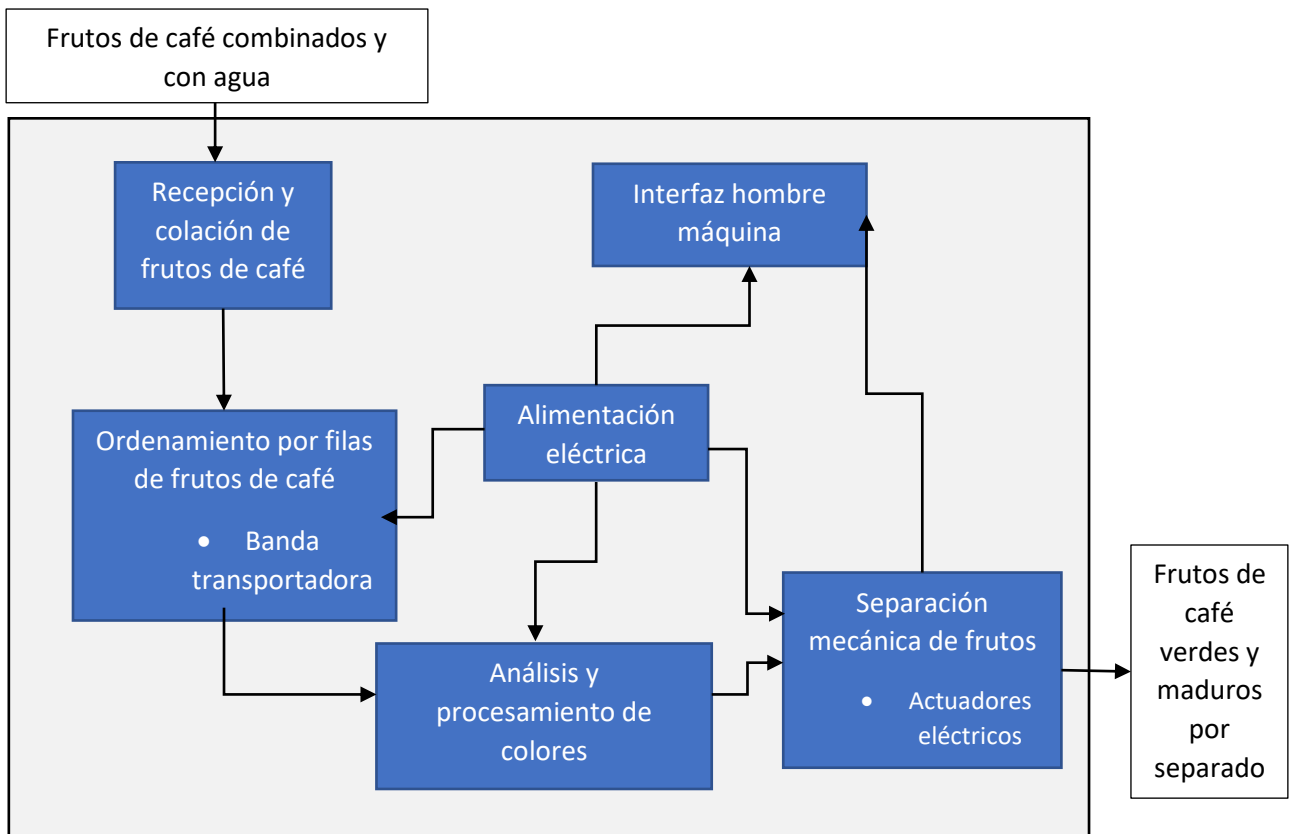 Frutos de café combinados y
con agua
Recepción y
colación de
frutos de café
Interfaz hombre
máquina
Alimentación
eléctrica
Ordenamiento por filas
de frutos de café
• Banda
transportadora
Análisis y
procesamiento de
colores
Separación
mecánica de frutos
• Actuadores
eléctricos
Frutos de
café
verdes y
maduros
por
separado